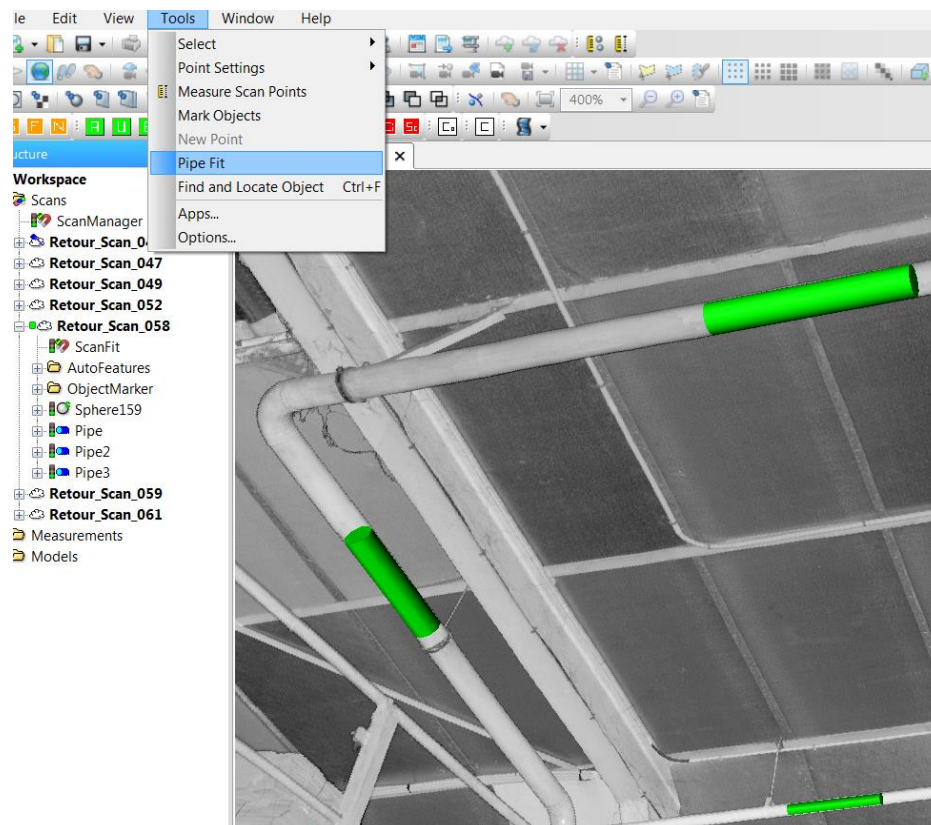 le Edit View Tools Window Help
Select
Point Settings
Measure Scan Points
Mark Objects
New Point
Pipe Fit
Find and Locate Object Ctrl+F
Apps...
Options...
400%
F N A U
Sc
C. C
ucture
Workspace
Scans
ScanManager
Retour_Scan_04
Retour_Scan_047
Retour_Scan_049
Retour_Scan_052
Retour_Scan_058
ScanFit
AutoFeatures
ObjectMarker
Sphere159
Pipe
Pipe2
Pipe3
Retour_Scan_059
Retour_Scan_061
Measurements
Models